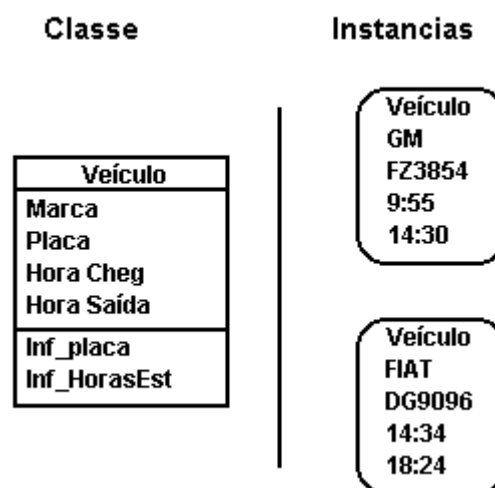 Classe
Instancias
Veículo
Marca
Placa
Hora Cheg
Hora Saída
Inf_placa
Inf_HorasEst
Veículo
GM
FZ3854
9:55
14:30
Veículo
FIAT
DG9096
14:34
18:24